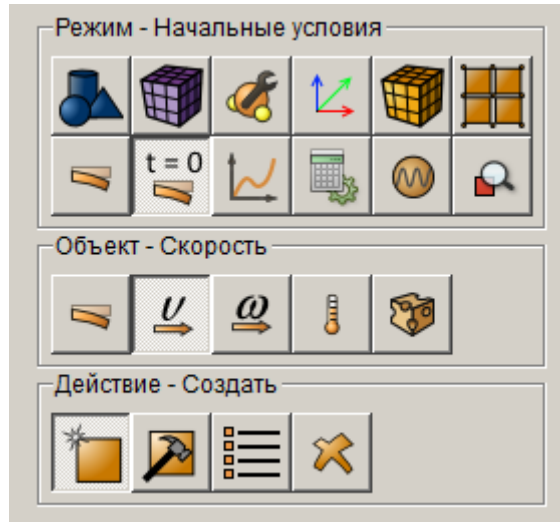 Режим - Начальные условия
t = 0
Объект - Скорость
υ ω
Действие - Создать